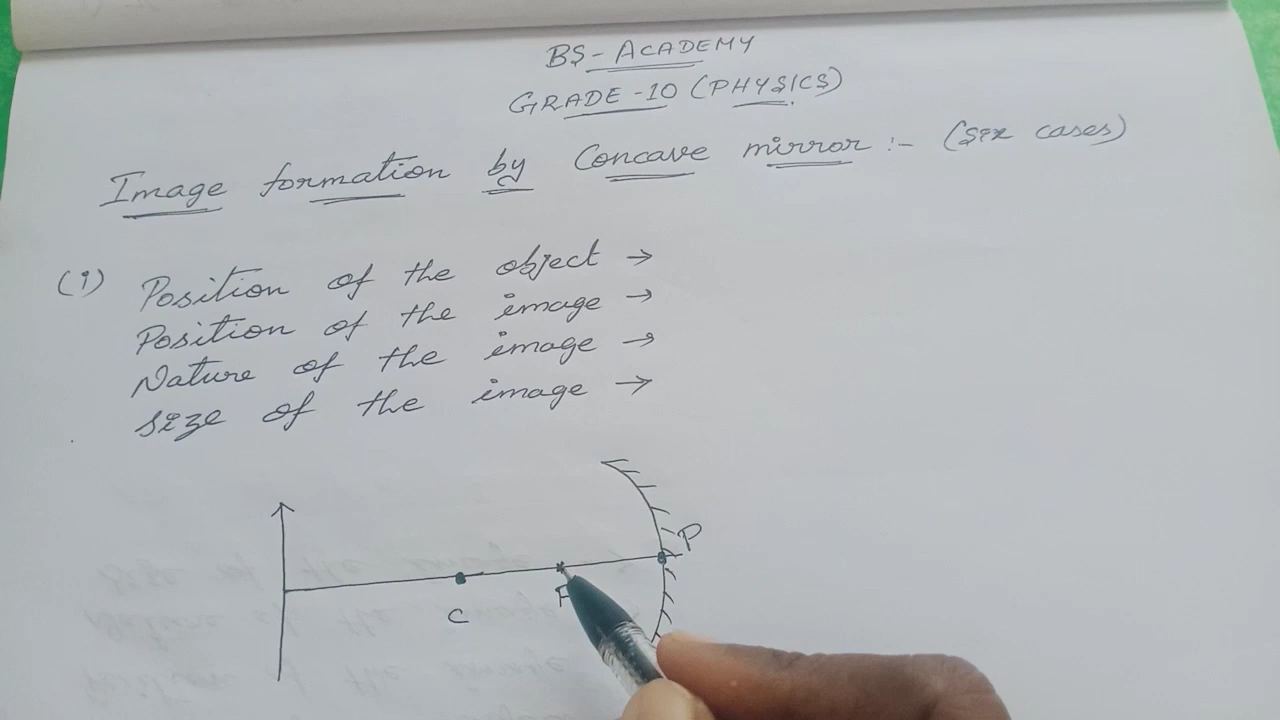 BS-ACADEMY
GRADE-10 (PHYSICS)
Image formation by Concave mirror :- (Six cases)
(i) Position of the object →
Position of the image →
Nature of the image →
Size of the image →
P
C
F